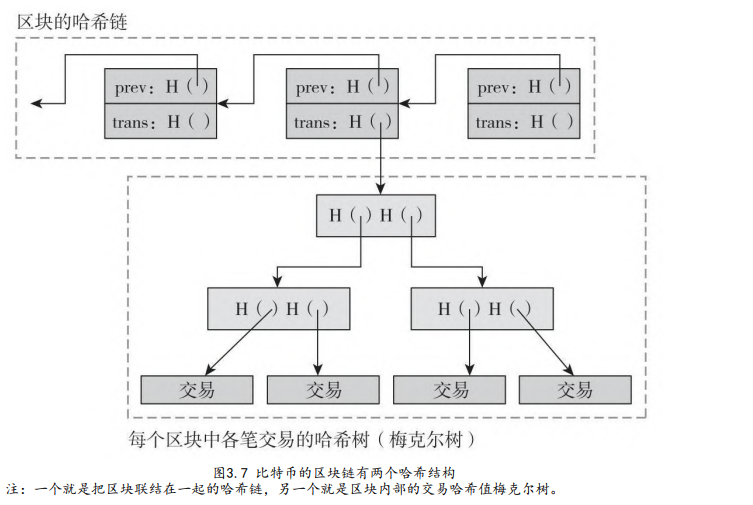 区块的哈希链
prev: H ( ) prev: H ( ) prev: H ( )
trans: H ( ) trans: H ( ) trans: H ( )
H ( ) H ( )
H ( ) H ( ) H ( ) H ( )
交易 交易 交易 交易
每个区块中各笔交易的哈希树（梅克尔树）
图3.7 比特币的区块链有两个哈希结构
注：一个就是把区块联结在一起的哈希链，另一个就是区块内部的交易哈希值梅克尔树。